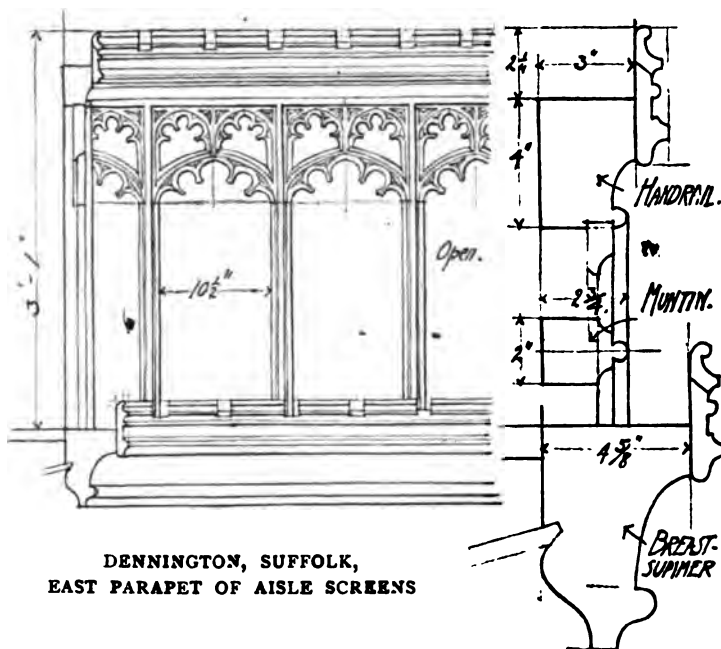 3'-1"
10½"
Open.
2¼"
3"
4"
HANDRAIL.
2¾"
MUNTIN.
2"
4⅝"
BREAST-
SUMMER
DENNINGTON, SUFFOLK,
EAST PARAPET OF AISLE SCREENS